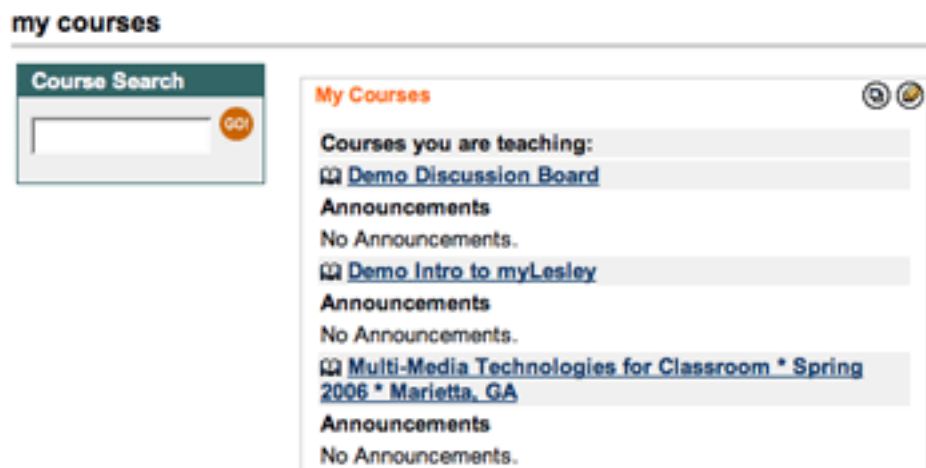 my courses
Course Search
GO!
My Courses
Courses you are teaching:
Demo Discussion Board
Announcements
No Announcements.
Demo Intro to myLesley
Announcements
No Announcements.
Multi-Media Technologies for Classroom * Spring
2006 * Marietta, GA
Announcements
No Announcements.